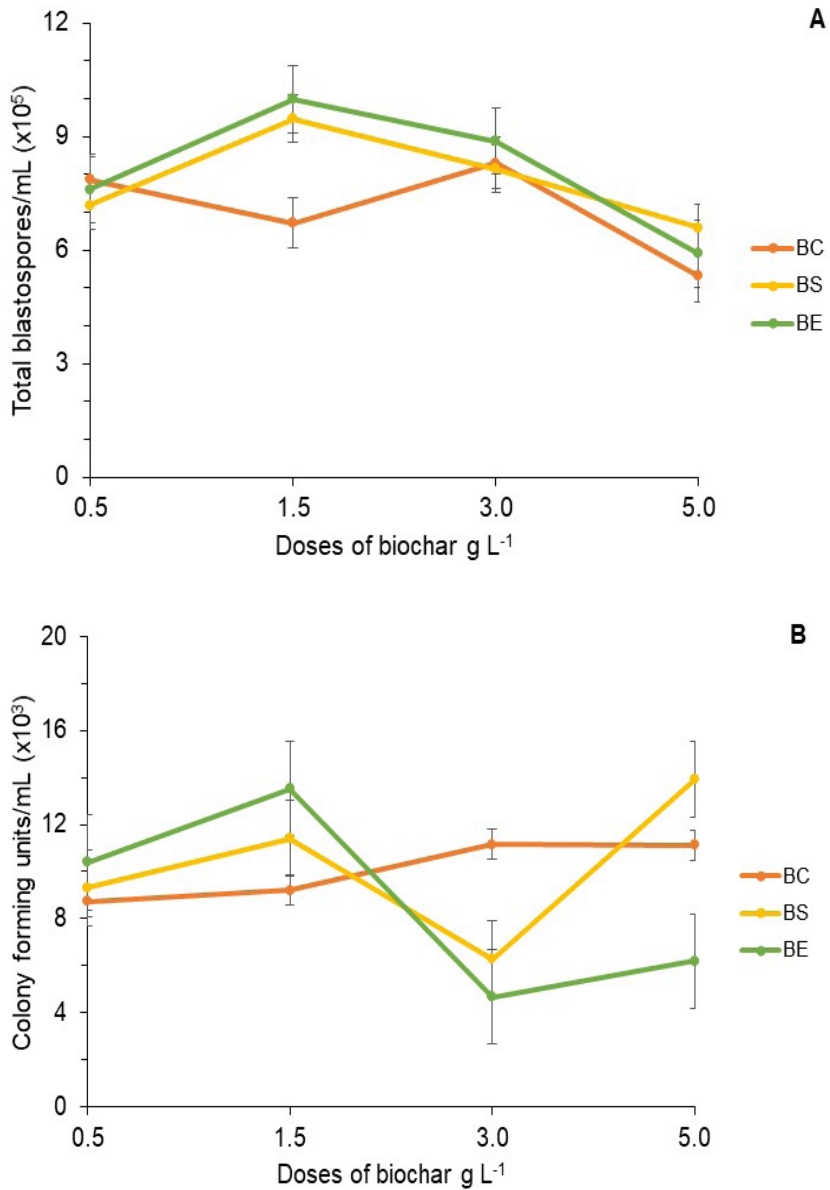 A
Total blastospores/mL (x10⁵)
12
9
6
3
0
0.5 1.5 3.0 5.0
Doses of biochar g L⁻¹
BC
BS
BE
B
Colony forming units/mL (x10³)
20
16
12
8
4
0
0.5 1.5 3.0 5.0
Doses of biochar g L⁻¹
BC
BS
BE